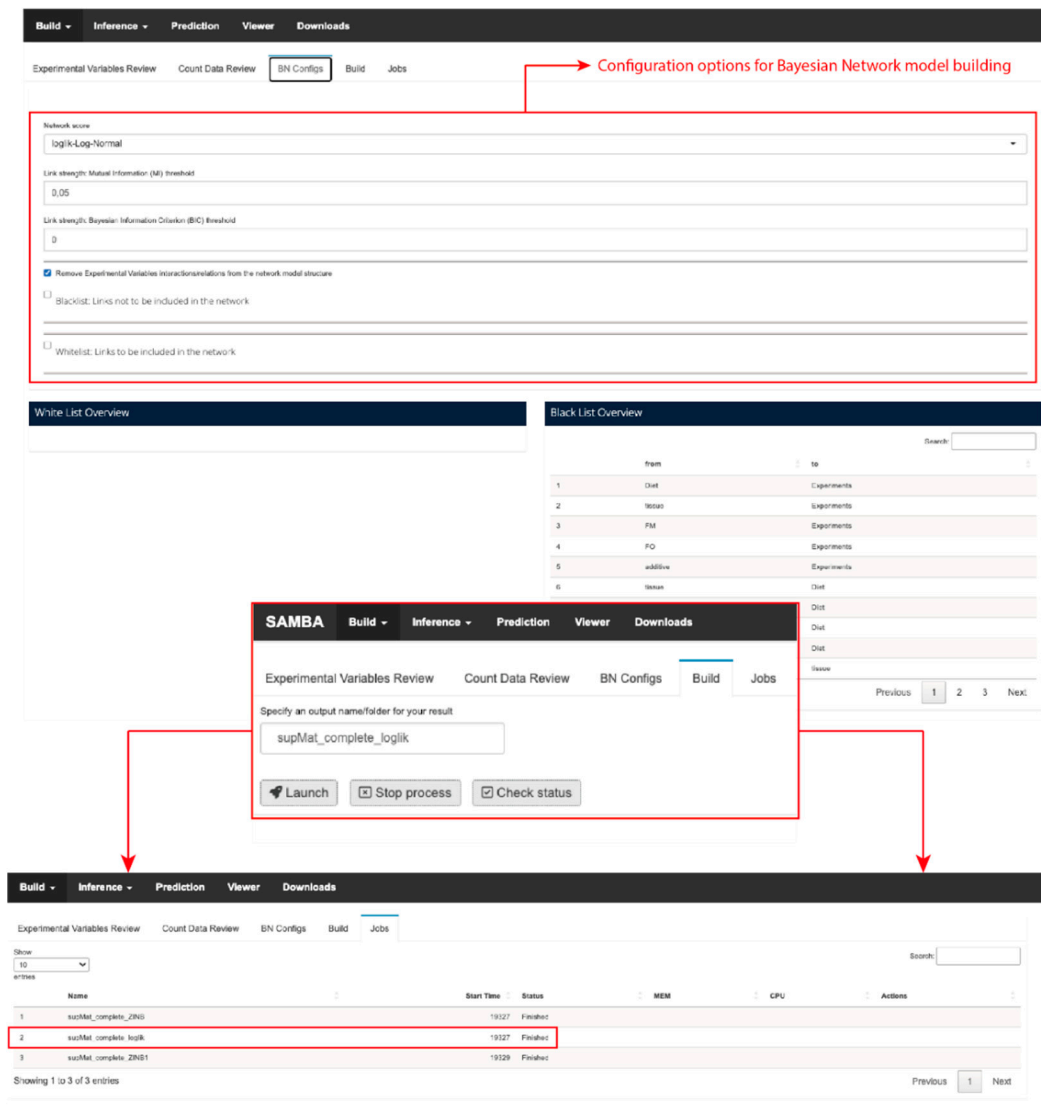 Build Inference Prediction Viewer Downloads
Experimental Variables Review Count Data Review BN Configs Build Jobs
Configuration options for Bayesian Network model building
Network score
loglik-Log-Normal
Link strength: Mutual Information (MI) threshold
0,05
Link strength: Bayesian Information Criterion (BIC) threshold
0
Remove Experimental Variables interactions/relations from the network model structure
Blacklist: Links not to be included in the network
Whitelist: Links to be included in the network
White List Overview
Black List Overview
Search:
from to
1 Diet Experiments
2 tissue Experiments
3 FM Experiments
4 FO Experiments
5 additive Experiments
6 tissue Diet
Diet
Diet
Diet
tissue
Previous 1 2 3 Next
SAMBA Build Inference Prediction Viewer Downloads
Experimental Variables Review Count Data Review BN Configs Build Jobs
Specify an output name/folder for your result
supMat_complete_loglik
Launch Stop process Check status
Build Inference Prediction Viewer Downloads
Experimental Variables Review Count Data Review BN Configs Build Jobs
Show
10
entries
Search:
Name Start Time Status MEM CPU Actions
1 supMat_complete_ZINB 19327 Finished
2 supMat_complete_loglik 19327 Finished
3 supMat_complete_ZINB1 19329 Finished
Showing 1 to 3 of 3 entries
Previous 1 Next